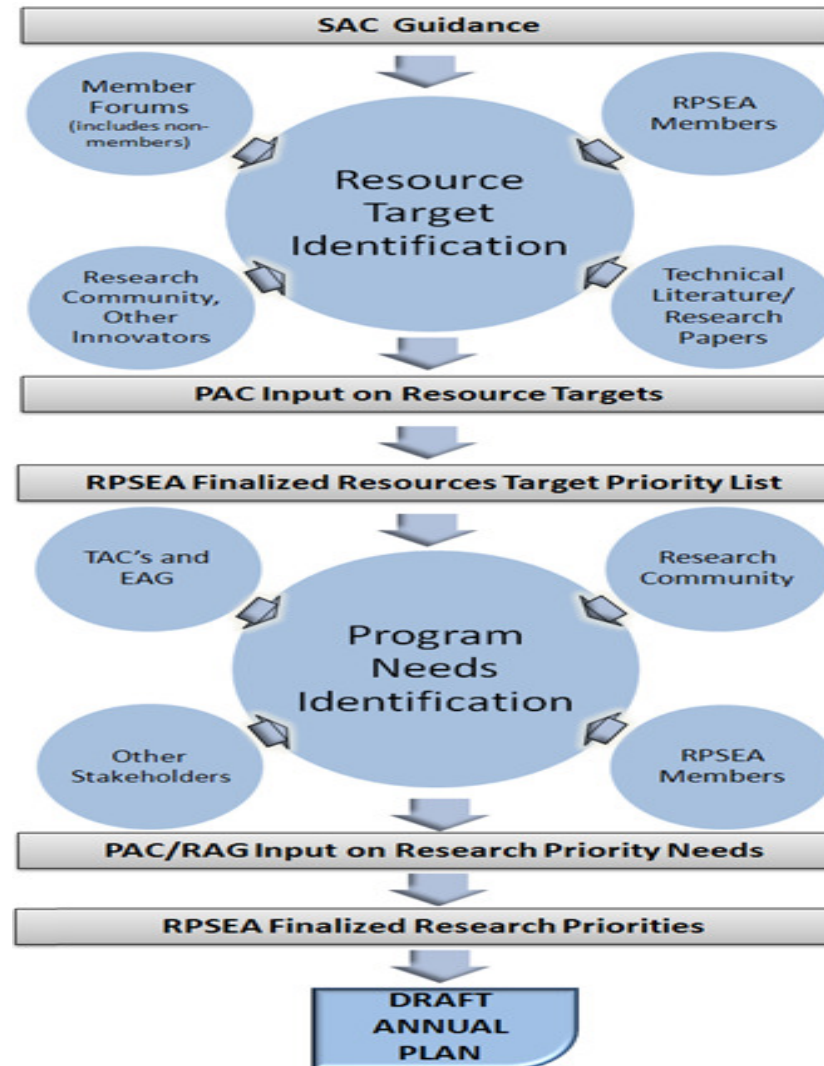 SAC Guidance
Member
Forums
(includes non-
members)
RPSEA
Members
Resource
Target
Identification
Research
Community,
Other
Innovators
Technical
Literature/
Research
Papers
PAC Input on Resource Targets
RPSEA Finalized Resources Target Priority List
TAC's and
EAG
Research
Community
Program
Needs
Identification
Other
Stakeholders
RPSEA
Members
PAC/RAG Input on Research Priority Needs
RPSEA Finalized Research Priorities
DRAFT
ANNUAL
PLAN